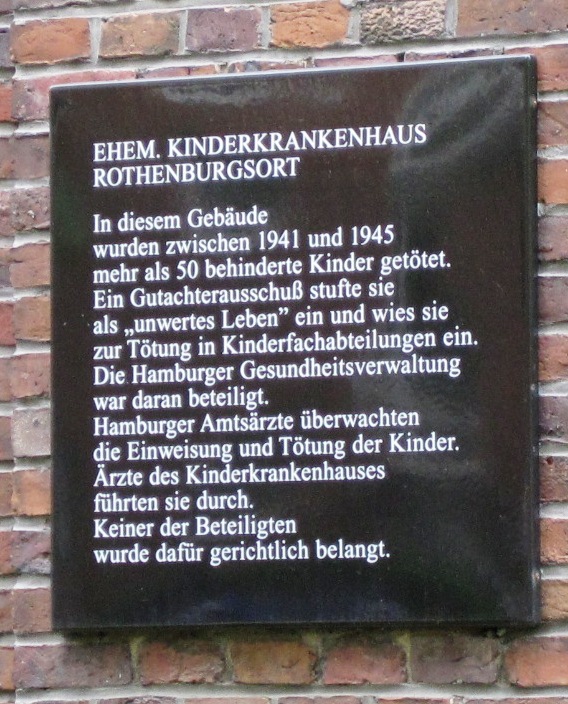 EHEM. KINDERKRANKENHAUS
ROTHENBURGSORT
In diesem Gebäude
wurden zwischen 1941 und 1945
mehr als 50 behinderte Kinder getötet.
Ein Gutachterausschuß stufte sie
als „unwertes Leben” ein und wies sie
zur Tötung in Kinderfachabteilungen ein.
Die Hamburger Gesundheitsverwaltung
war daran beteiligt.
Hamburger Amtsärzte überwachten
die Einweisung und Tötung der Kinder.
Ärzte des Kinderkrankenhauses
führten sie durch.
Keiner der Beteiligten
wurde dafür gerichtlich belangt.